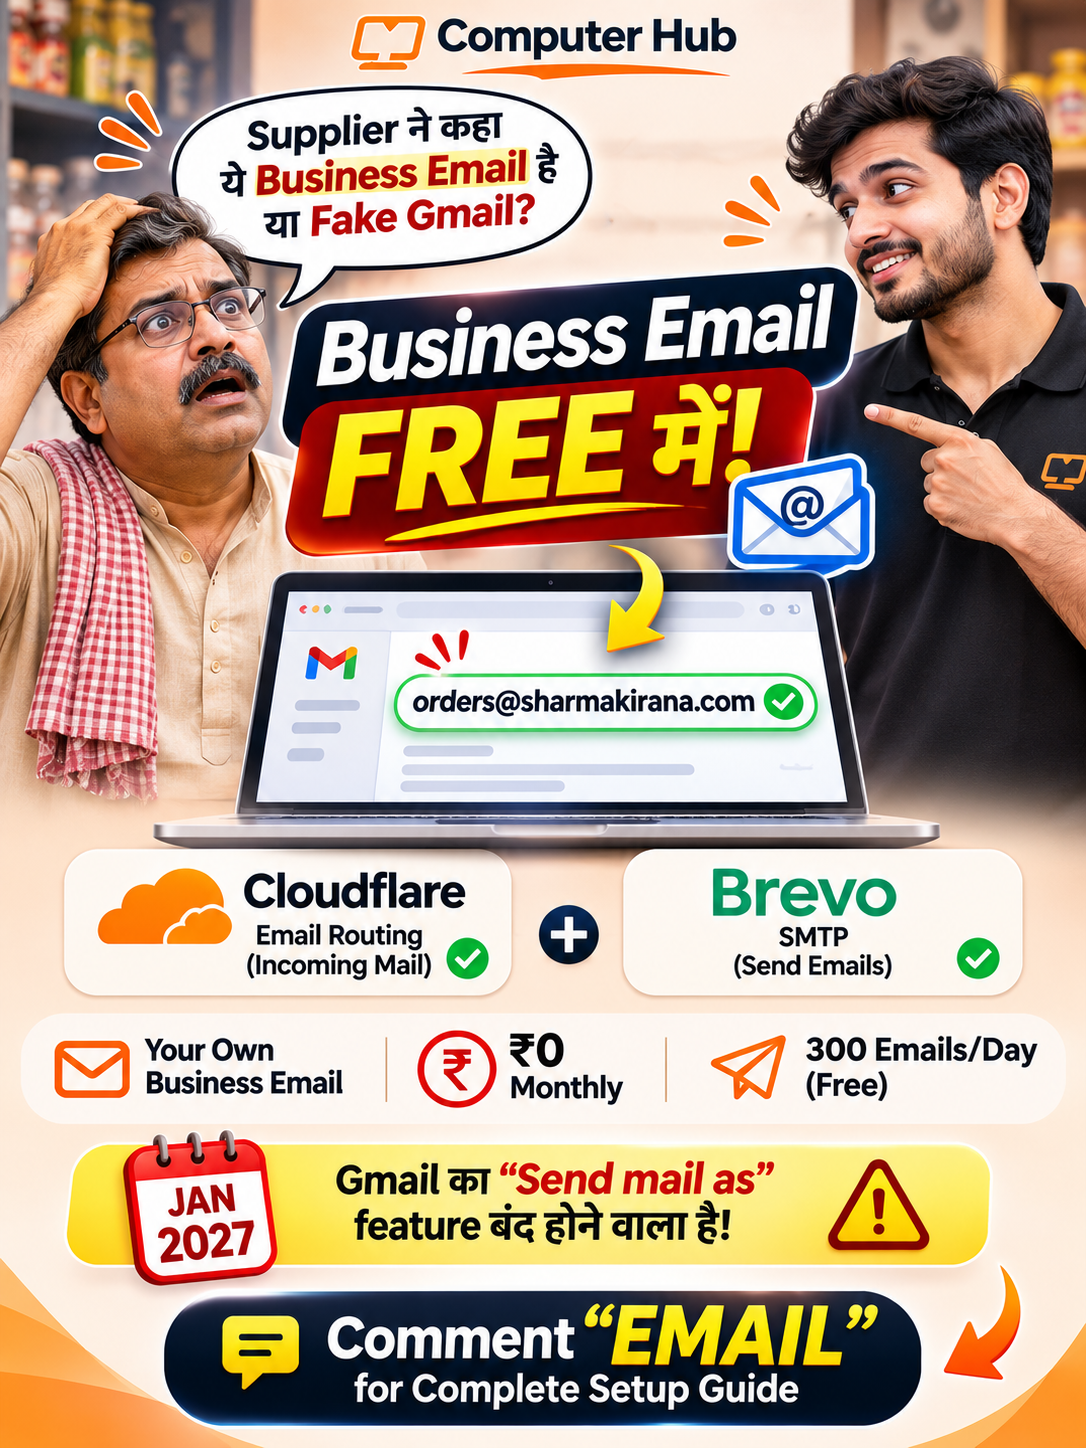 Computer Hub
Supplier ने कहा
ये Business Email है
या Fake Gmail?
Business Email
FREE में!
@
orders@sharmakirana.com
Cloudflare
Email Routing
(Incoming Mail)
Brevo
SMTP
(Send Emails)
Your Own
Business Email
₹
₹0
Monthly
300 Emails/Day
(Free)
JAN
2027
Gmail का “Send mail as”
feature बंद होने वाला है!
Comment “EMAIL”
for Complete Setup Guide